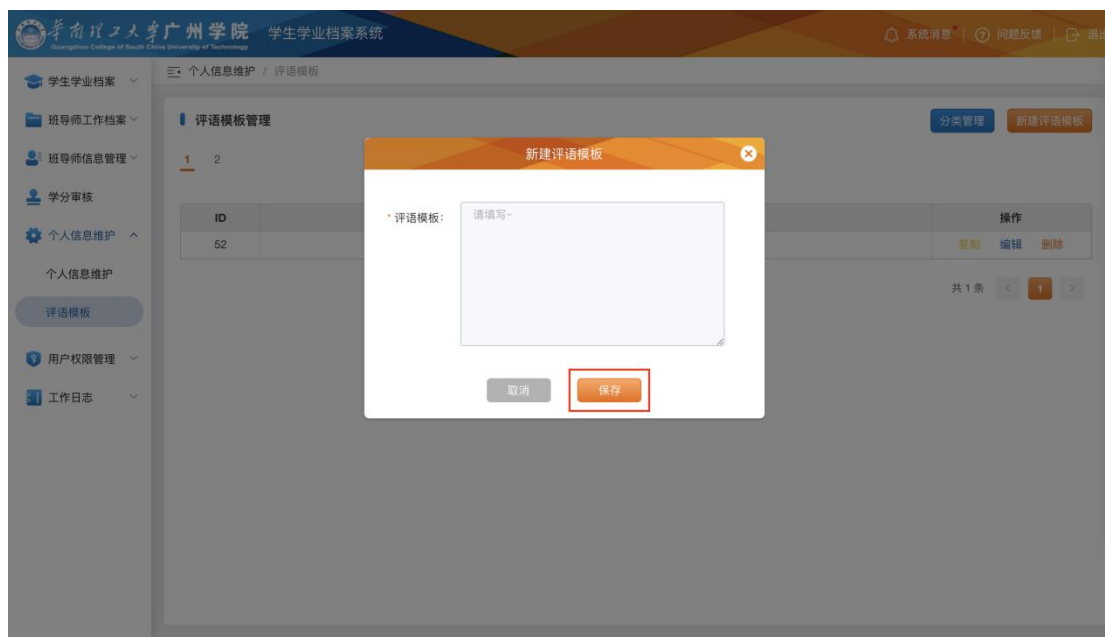 華南理工大學广州学院 学生学业档案系统 系统消息 | 问题反馈 | 退出
Guangzhou College of South China University of Technology
学生学业档案
个人信息维护 / 评语模板
班导师工作档案
评语模板管理 分类管理 新建评语模板
新建评语模板
班导师信息管理
1 2
学分审核
* 评语模板: 请填写~
ID 操作
个人信息维护
52 复制 编辑 删除
个人信息维护
共 1 条 < 1 >
评语模板
用户权限管理
取消 保存
工作日志